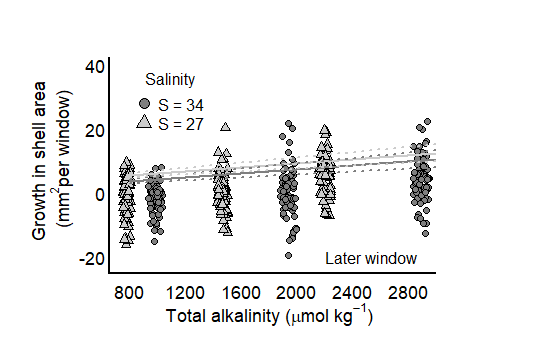 40
20
0
-20
Growth in shell area
(mm² per window)
Salinity
S = 34
S = 27
Later window
800 1200 1600 2000 2400 2800
Total alkalinity (μmol kg⁻¹)